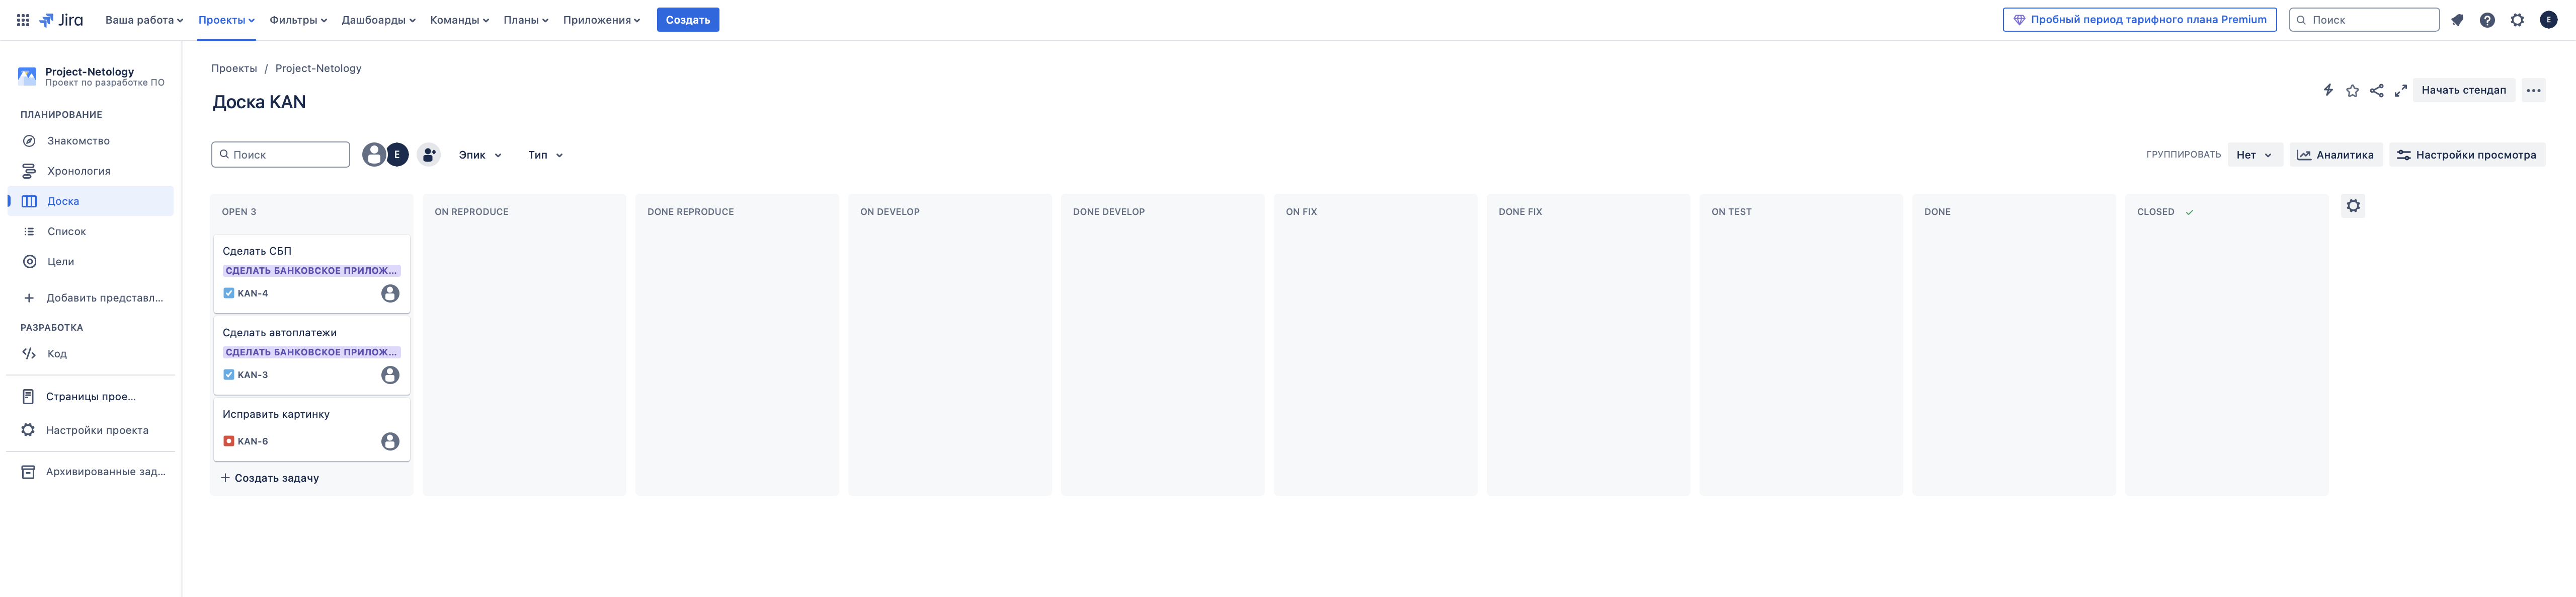 Jira Ваша работа Проекты Фильтры Дашборды Команды Планы Приложения Создать Пробный период тарифного плана Premium Поиск E
Project-Netology
Проект по разработке ПО
ПЛАНИРОВАНИЕ
Знакомство
Хронология
Доска
Список
Цели
Добавить представл...
РАЗРАБОТКА
Код
Страницы прое...
Настройки проекта
Архивированные зад...
Проекты / Project-Netology
Доска KAN
Начать стендап
Поиск E Эпик Тип ГРУППИРОВАТЬ Нет Аналитика Настройки просмотра
OPEN 3 ON REPRODUCE DONE REPRODUCE ON DEVELOP DONE DEVELOP ON FIX DONE FIX ON TEST DONE CLOSED
Сделать СБП
СДЕЛАТЬ БАНКОВСКОЕ ПРИЛОЖ...
KAN-4
Сделать автоплатежи
СДЕЛАТЬ БАНКОВСКОЕ ПРИЛОЖ...
KAN-3
Исправить картинку
KAN-6
Создать задачу